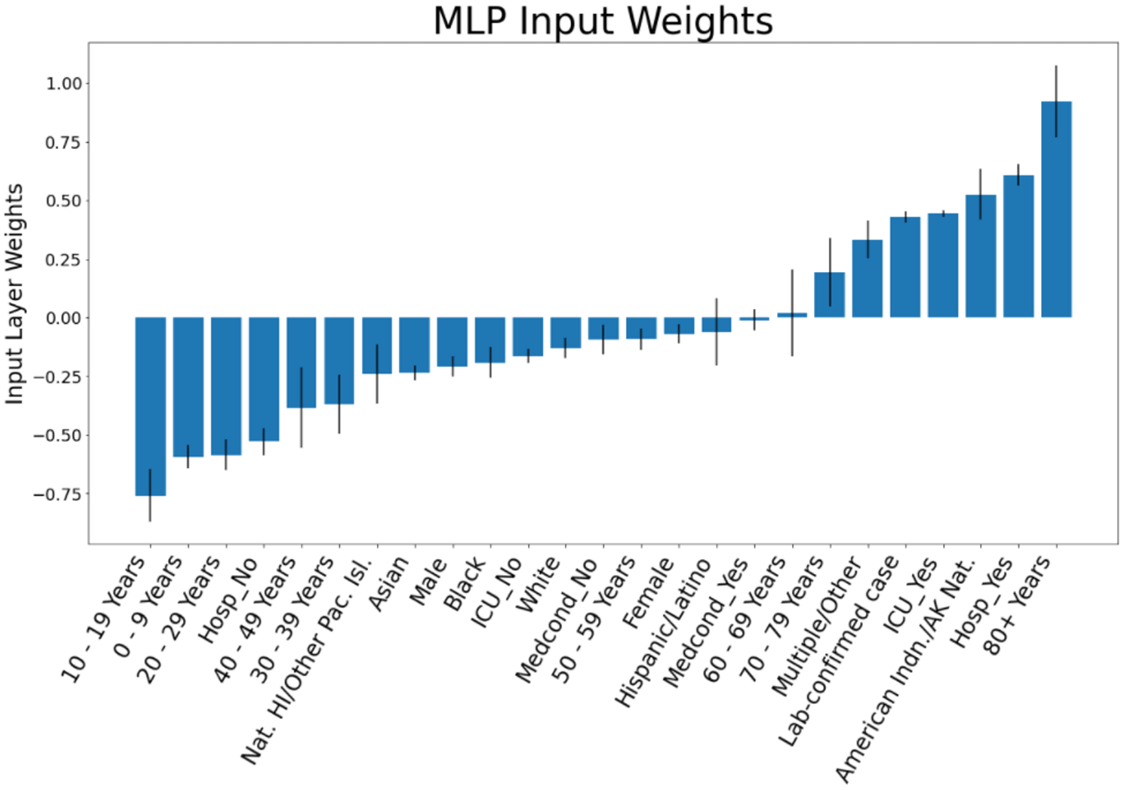 MLP Input Weights
Input Layer Weights
1.00
0.75
0.50
0.25
0.00
−0.25
−0.50
−0.75
10 - 19 Years
0 - 9 Years
20 - 29 Years
Hosp_No
40 - 49 Years
30 - 39 Years
Nat. HI/Other Pac. Isl.
Asian
Male
Black
ICU_No
White
Medcond_No
50 - 59 Years
Female
Hispanic/Latino
Medcond_Yes
60 - 69 Years
70 - 79 Years
Multiple/Other
Lab-confirmed case
ICU_Yes
American Indn./AK Nat.
Hosp_Yes
80+ Years